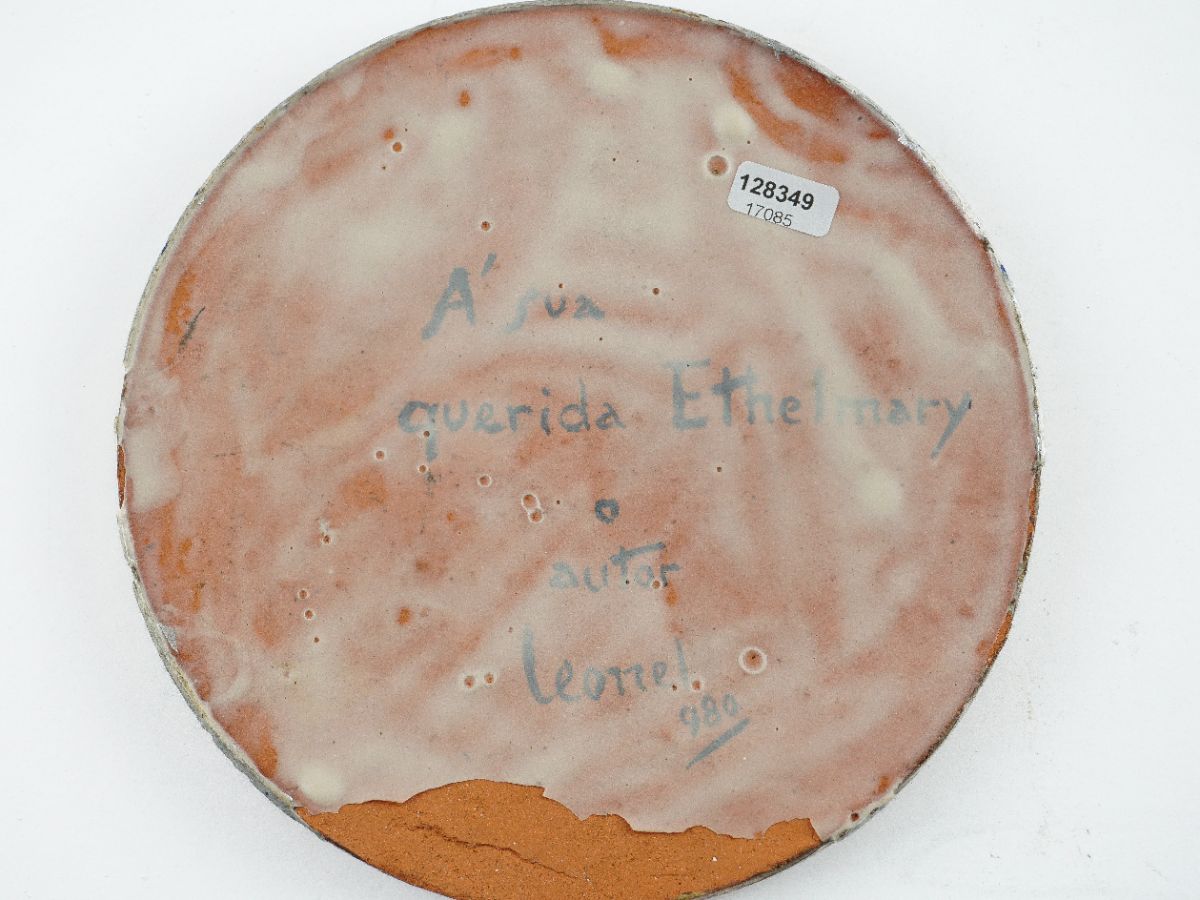 128349
17085
A' sua
querida Ethelmary
o
autor
Leonel
980